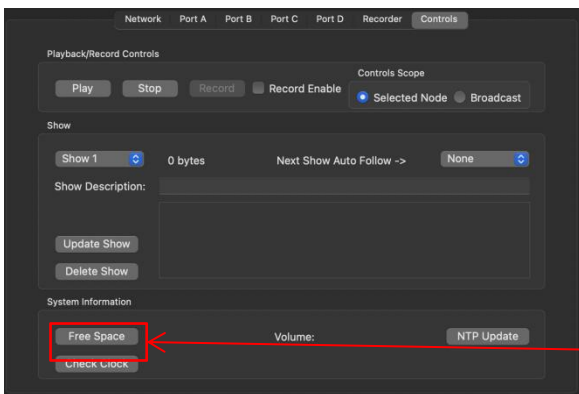 Network Port A Port B Port C Port D Recorder Controls
Playback/Record Controls
Controls Scope
Play Stop Record Record Enable Selected Node Broadcast
Show
Show 1 0 bytes Next Show Auto Follow -> None
Show Description:
Update Show
Delete Show
System Information
Free Space Volume: NTP Update
Check Clock